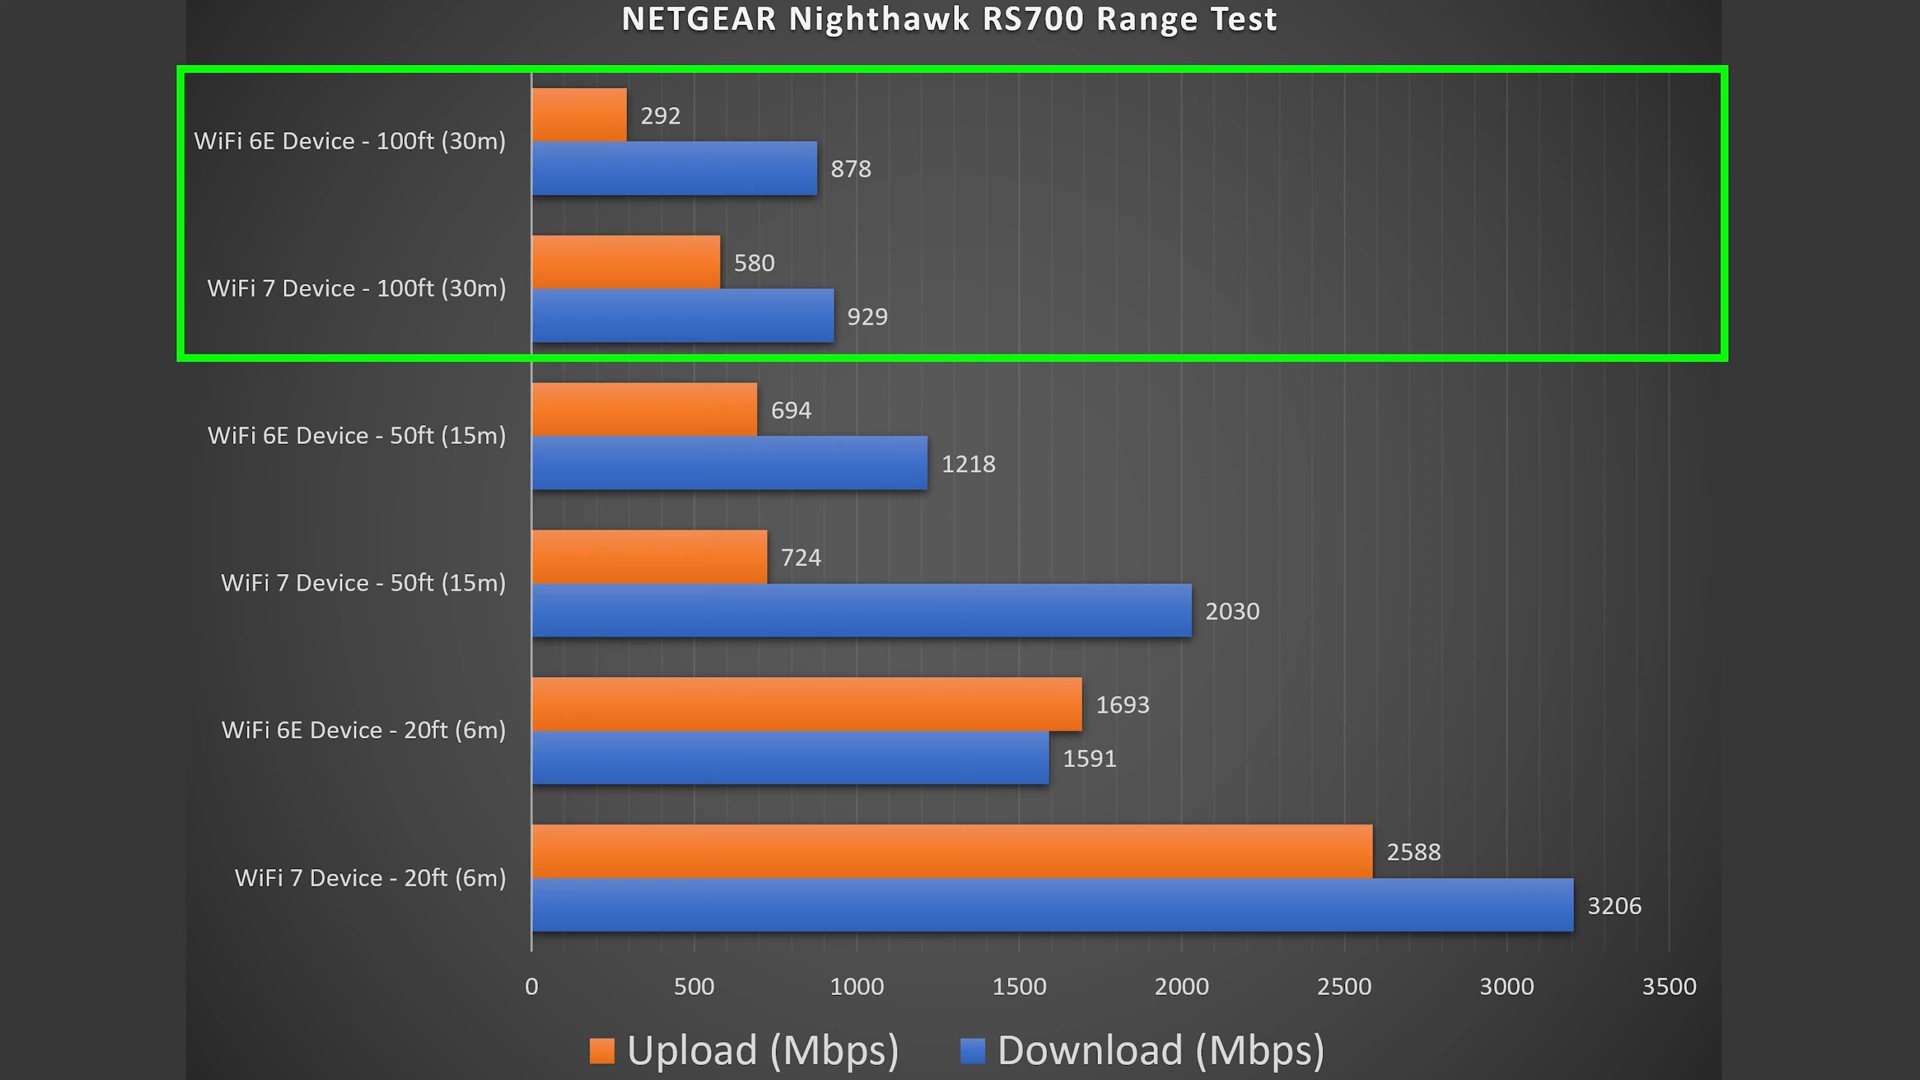 NETGEAR Nighthawk RS700 Range Test
WiFi 6E Device - 100ft (30m)
292
878
WiFi 7 Device - 100ft (30m)
580
929
WiFi 6E Device - 50ft (15m)
694
1218
WiFi 7 Device - 50ft (15m)
724
2030
WiFi 6E Device - 20ft (6m)
1693
1591
WiFi 7 Device - 20ft (6m)
2588
3206
0 500 1000 1500 2000 2500 3000 3500
Upload (Mbps) Download (Mbps)